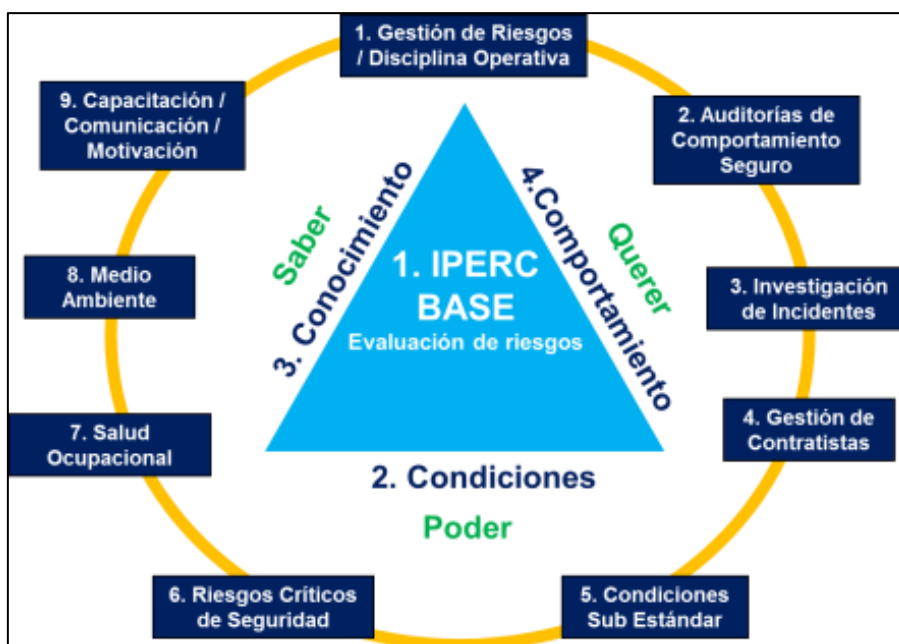 1. Gestión de Riesgos
/ Disciplina Operativa
9. Capacitación /
Comunicación /
Motivación
2. Auditorías de
Comportamiento
Seguro
Saber
3. Conocimiento
1. IPERC
BASE
Evaluación de riesgos
4.Comportamiento
Querer
8. Medio
Ambiente
3. Investigación
de Incidentes
7. Salud
Ocupacional
4. Gestión de
Contratistas
2. Condiciones
Poder
6. Riesgos Críticos
de Seguridad
5. Condiciones
Sub Estándar